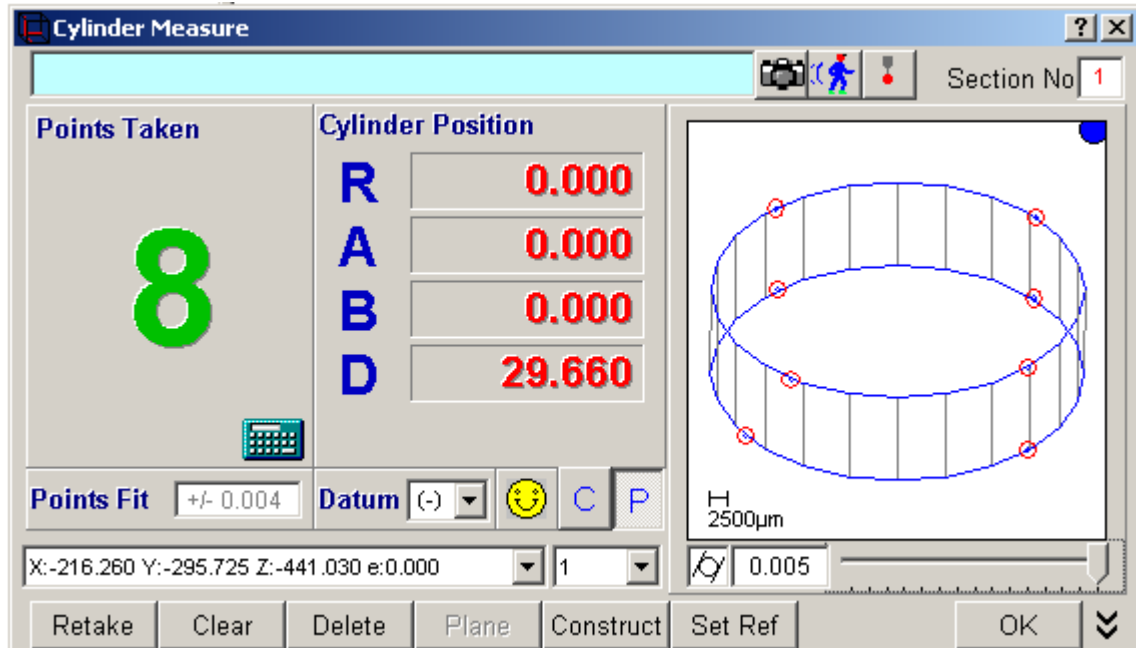 Cylinder Measure
Section No 1
Points Taken
8
Cylinder Position
R 0.000
A 0.000
B 0.000
D 29.660
Points Fit +/- 0.004
Datum (-) C P
2500µm
X:-216.260 Y:-295.725 Z:-441.030 e:0.000 1
0.005
Retake Clear Delete Plane Construct Set Ref OK